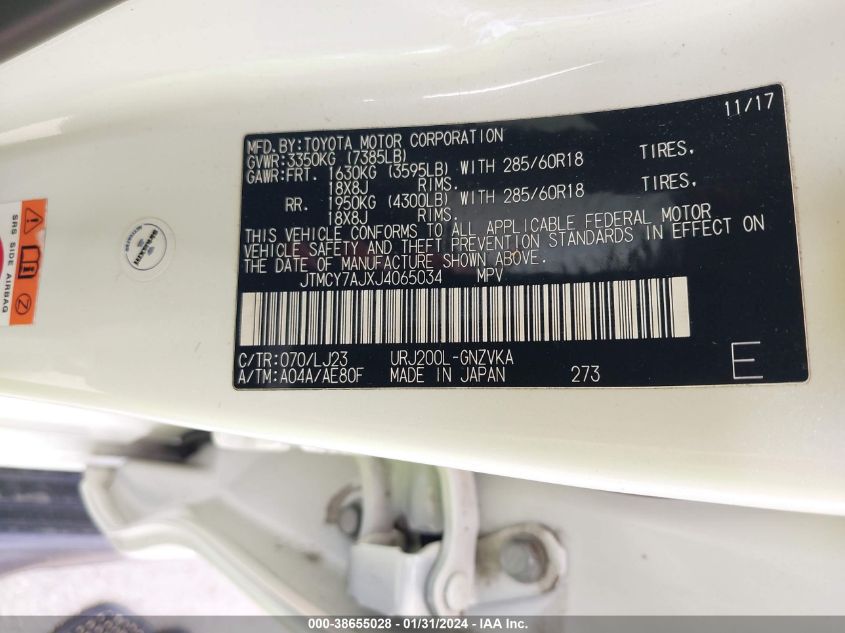 11/17
MFD.BY:TOYOTA MOTOR CORPORATION
GVWR:3350KG (7385LB)
GAWR:FRT. 1630KG (3595LB) WITH 285/60R18 TIRES.
18X8J RIMS.
RR. 1950KG (4300LB) WITH 285/60R18 TIRES.
18X8J RIMS.
THIS VEHICLE CONFORMS TO ALL APPLICABLE FEDERAL MOTOR
VEHICLE SAFETY AND THEFT PREVENTION STANDARDS IN EFFECT ON
THE DATE OF MANUFACTURE SHOWN ABOVE.
JTMCY7AJXJ4065034 MPV
C/TR:070/LJ23 URJ200L-GNZVKA
A/TM:A04A/AE80F MADE IN JAPAN 273 E
SRS SIDE AIRBAG
000-38655028 - 01/31/2024 - IAA Inc.